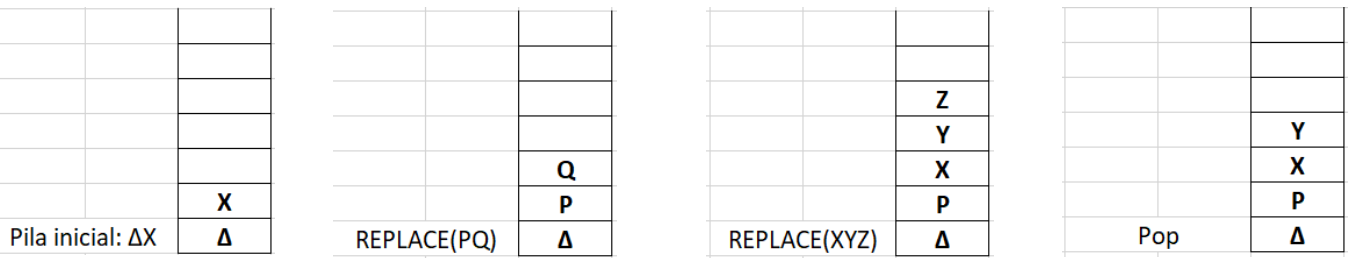 X
Pila inicial: ΔX Δ
Q
P
REPLACE(PQ) Δ
Z
Y
X
P
REPLACE(XYZ) Δ
Y
X
P
Pop Δ